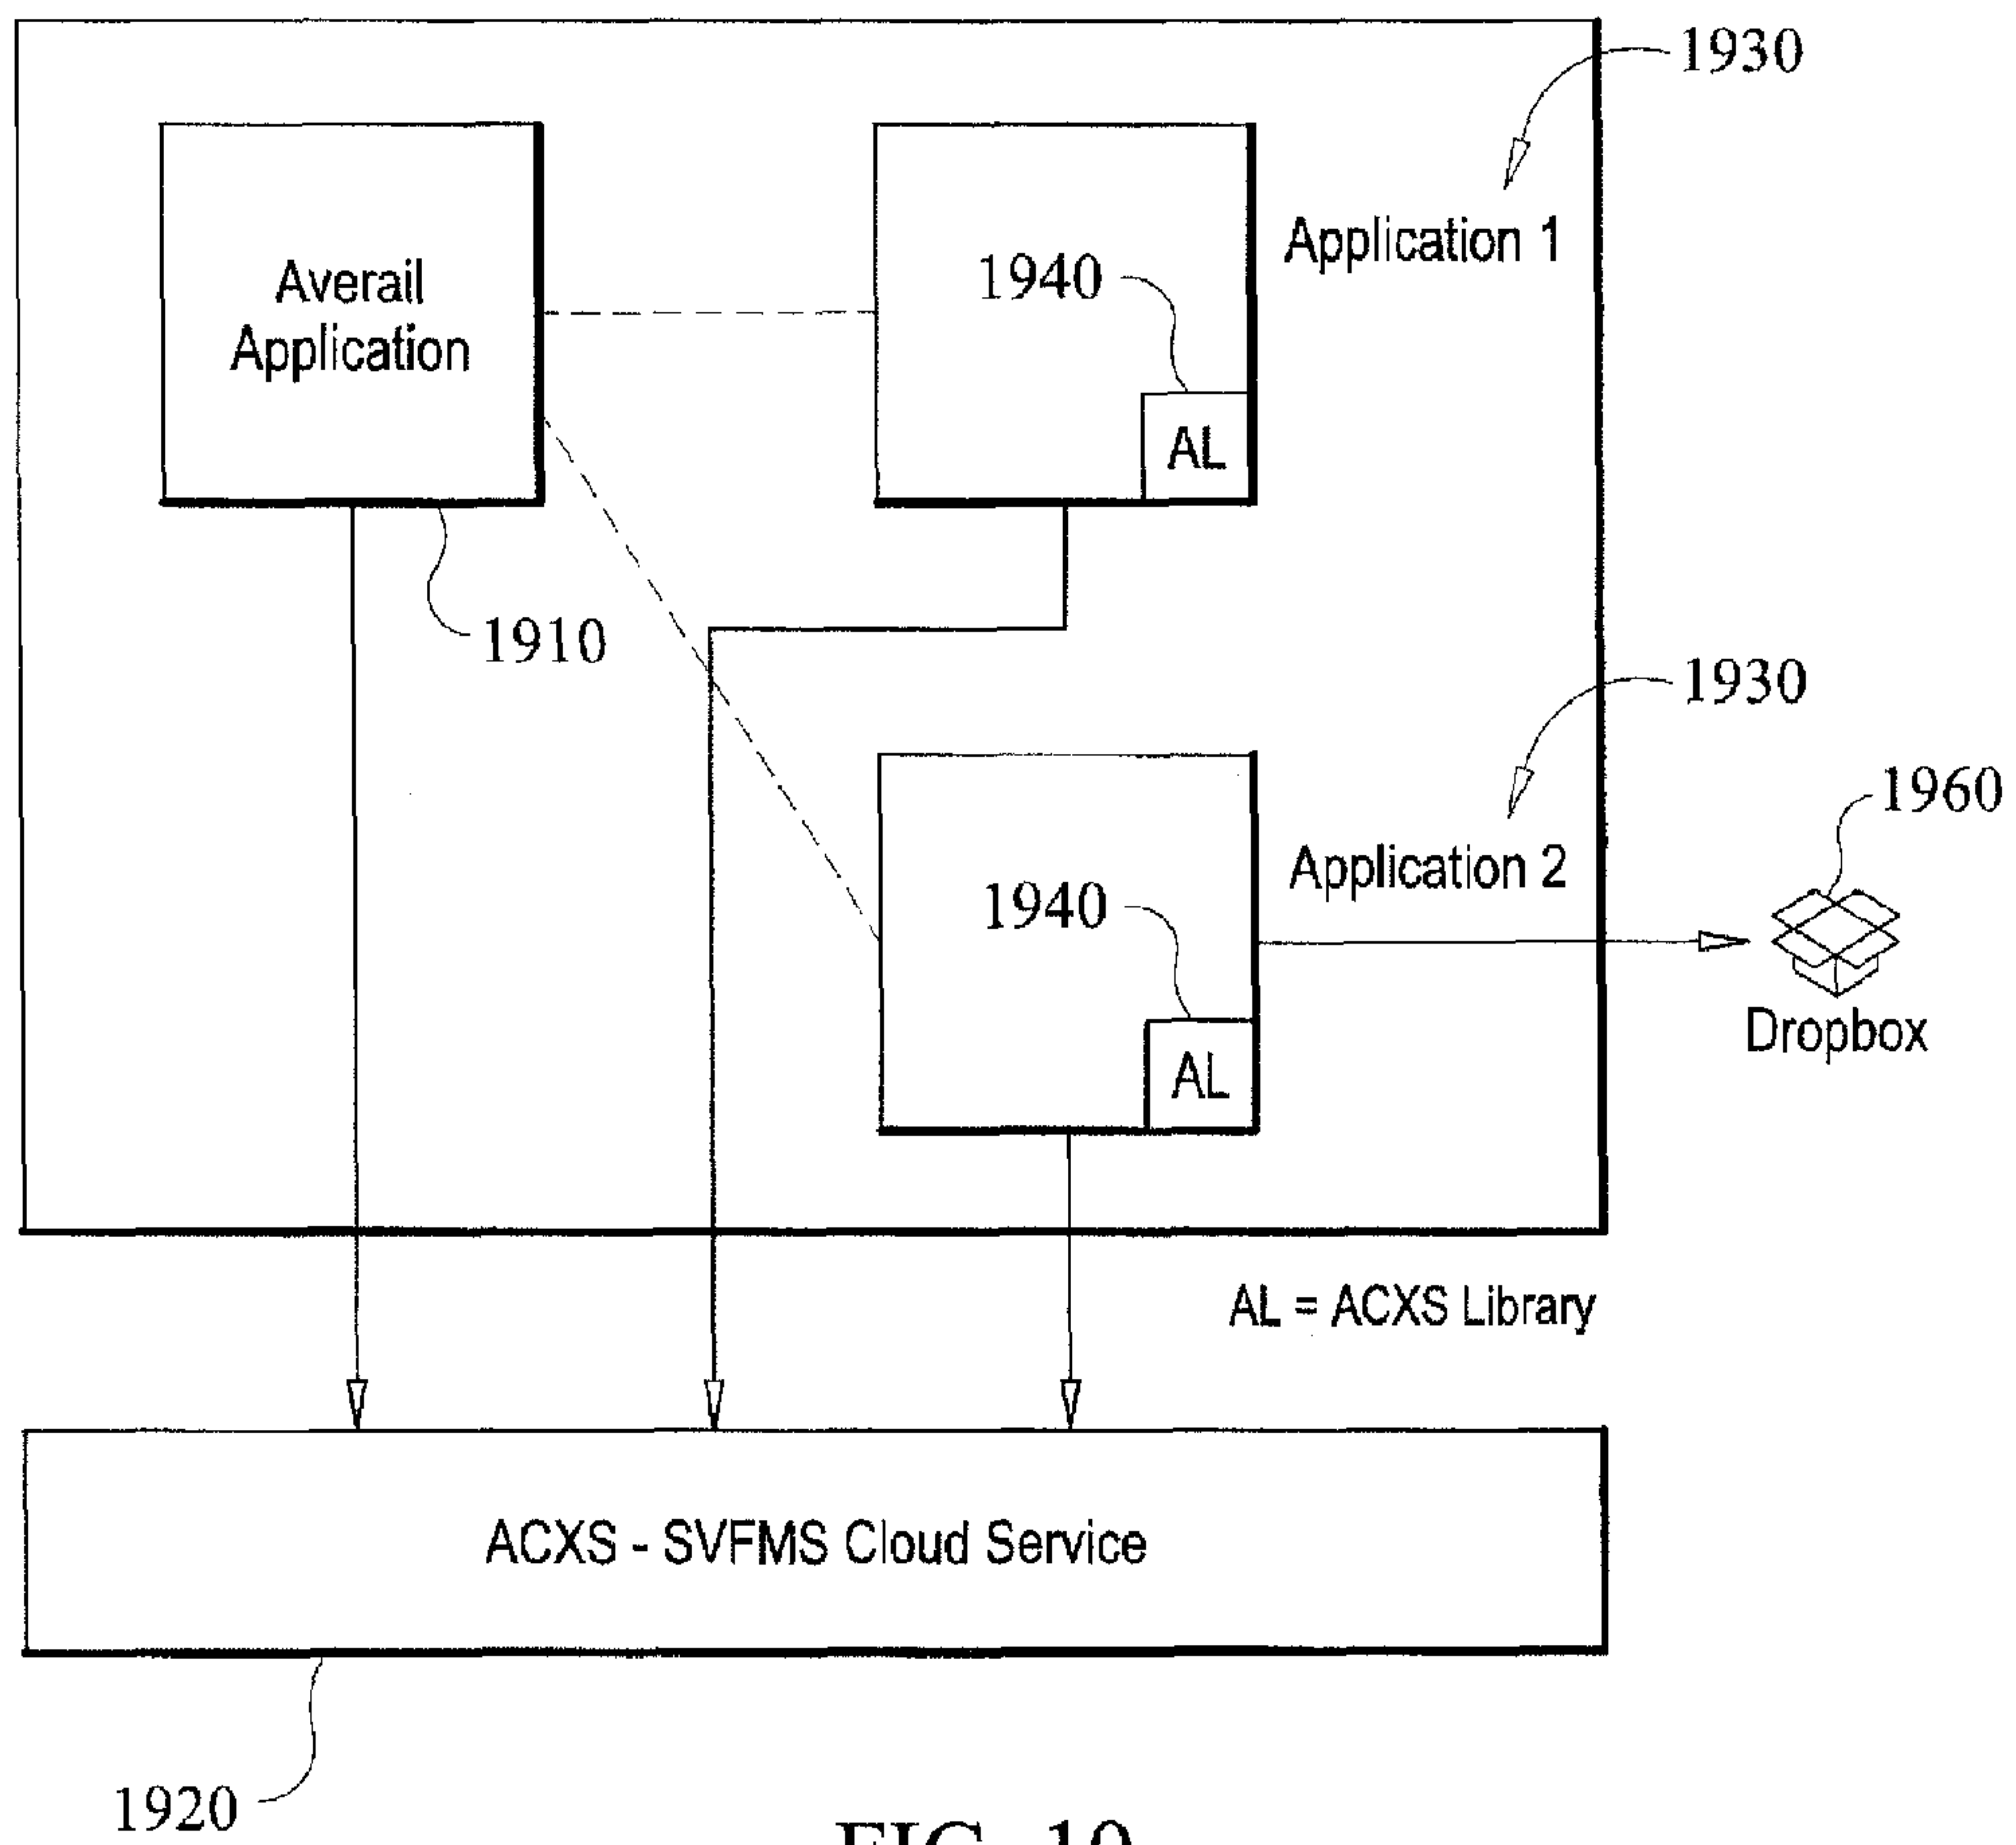 1930
Averail
Application
Application 1
1940
AL
1910
1930
1960
Application 2
1940
Dropbox
AL
AL = ACXS Library
ACXS - SVFMS Cloud Service
1920